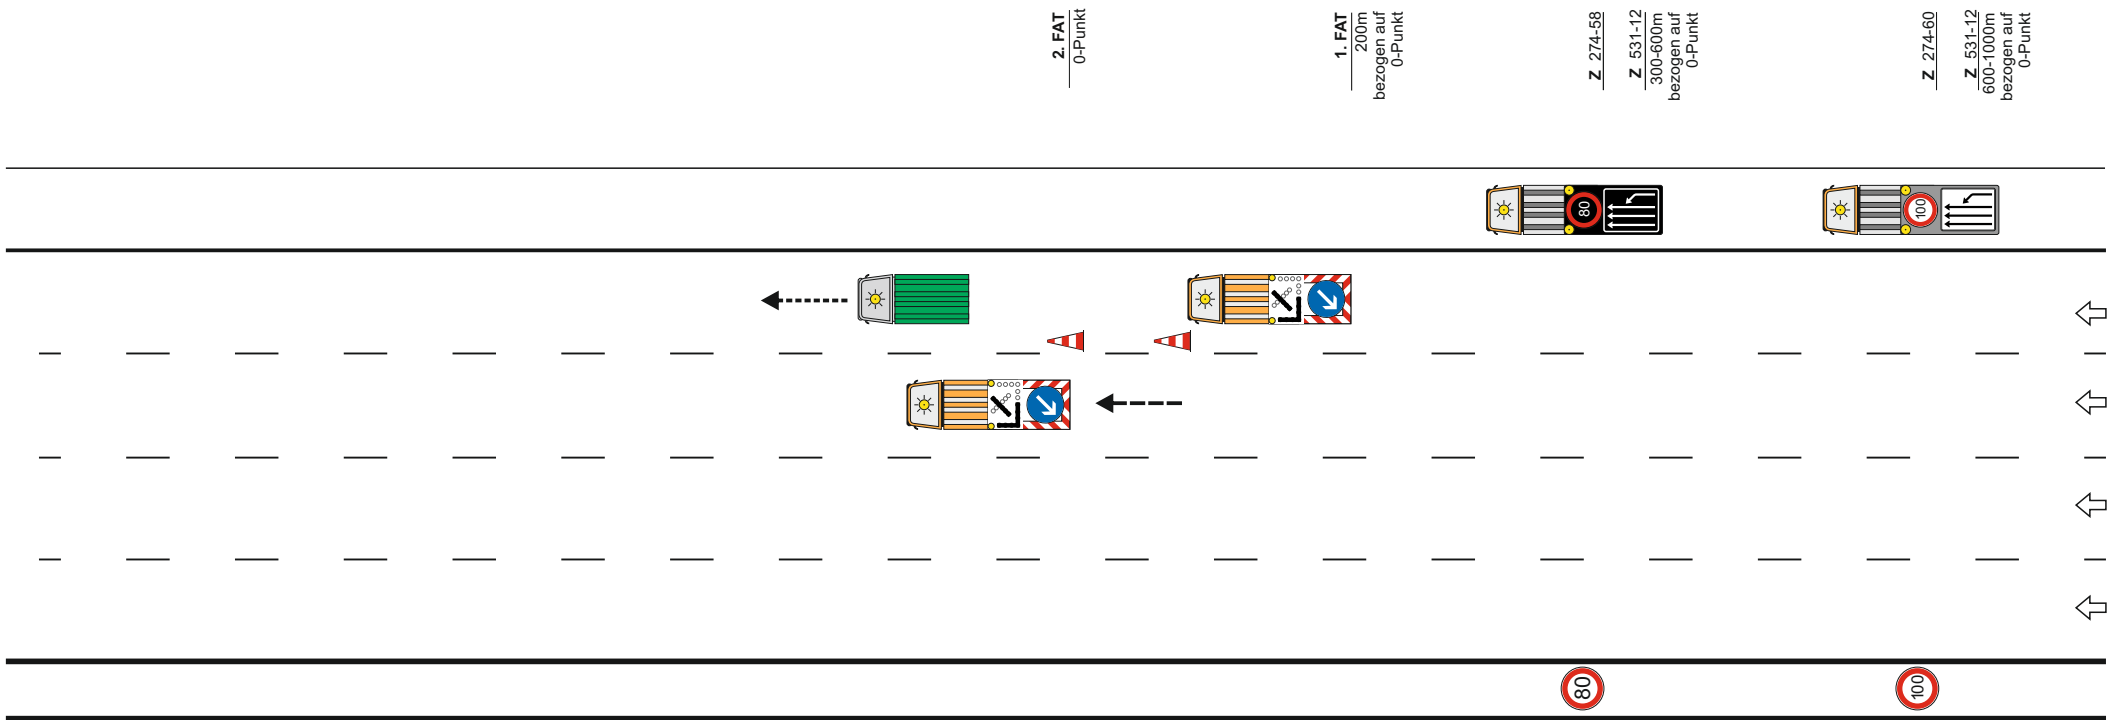 2. FAT
0-Punkt
1. FAT
200m
bezogen auf
0-Punkt
Z 274-58
Z 531-12
300-600m
bezogen auf
0-Punkt
Z 274-60
Z 531-12
600-1000m
bezogen auf
0-Punkt
80
100
80
100